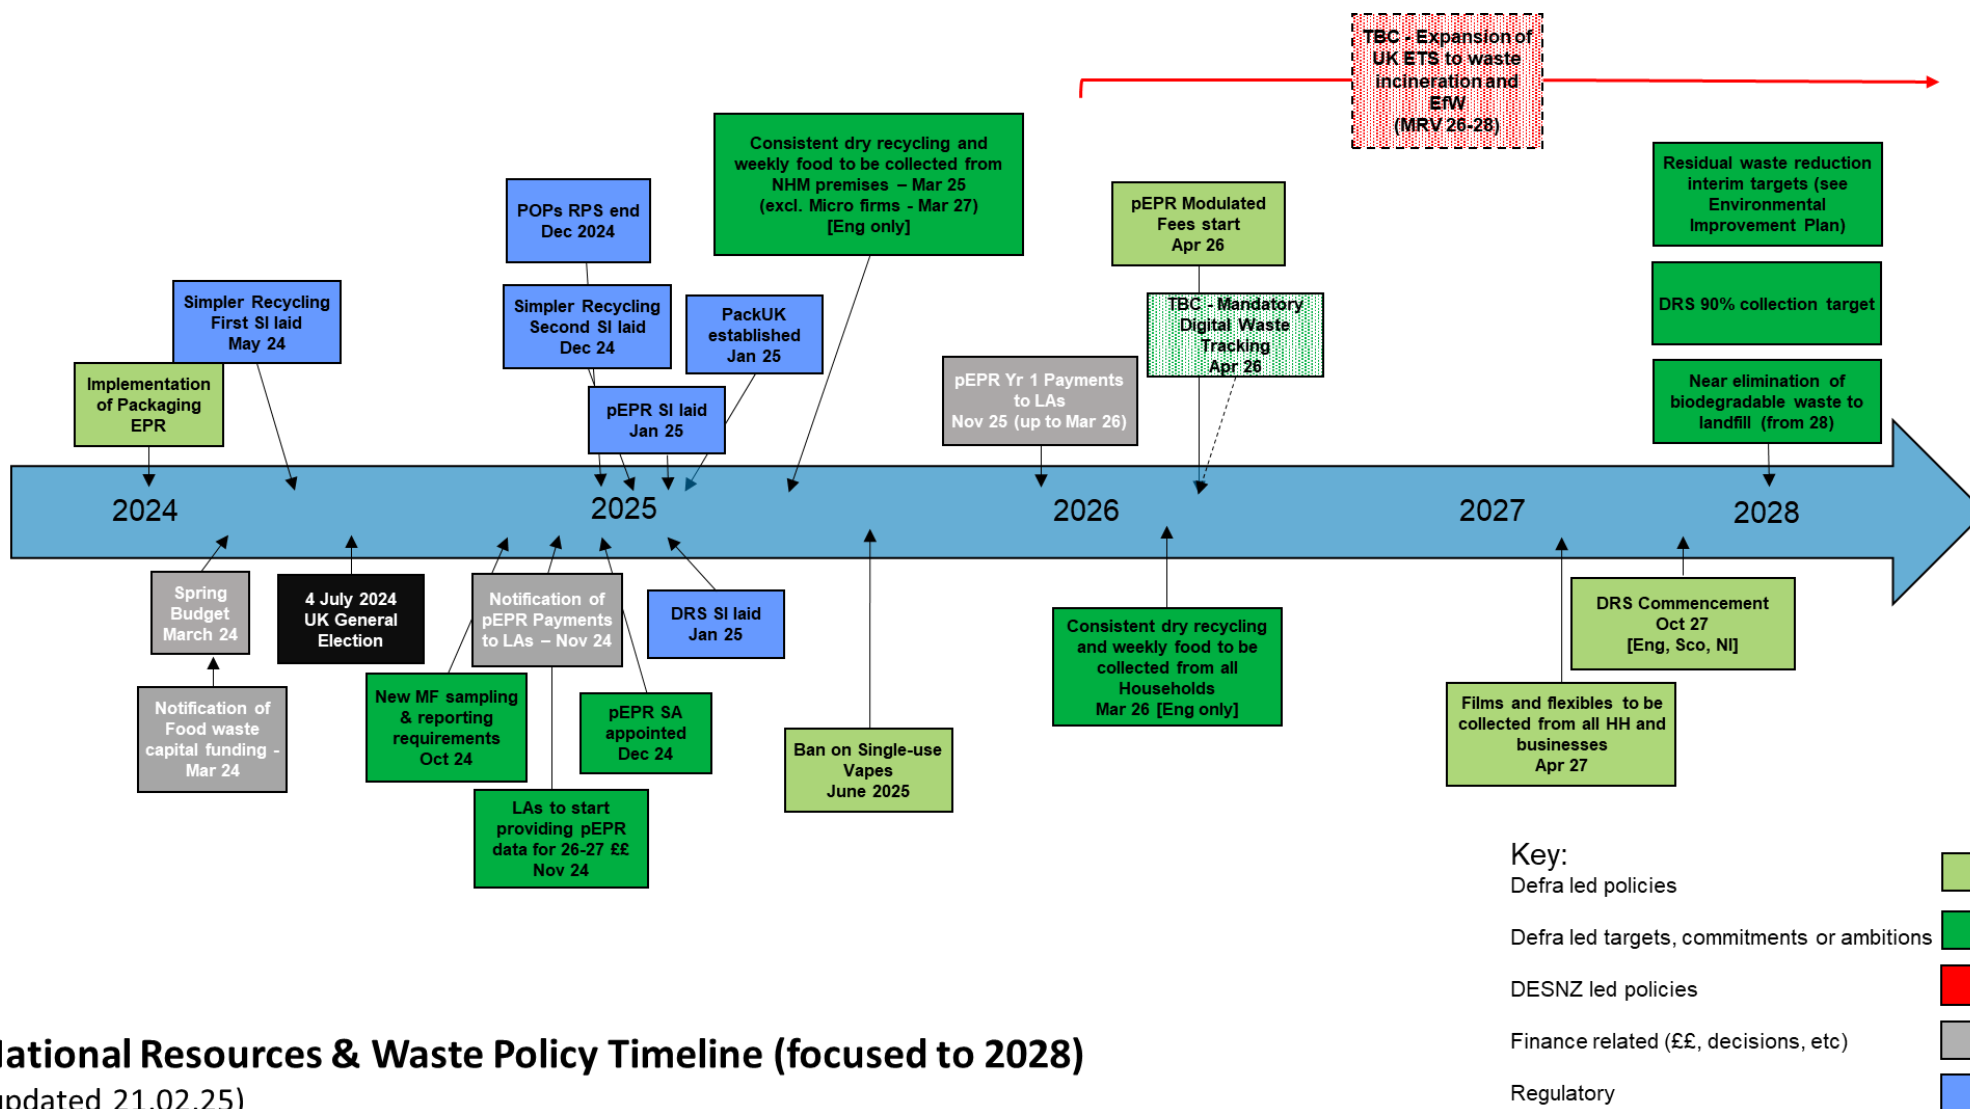 TBC - Expansion of
UK ETS to waste
incineration and
EfW
(MRV 26-28)
Consistent dry recycling and
weekly food to be collected from
NHM premises – Mar 25
(excl. Micro firms - Mar 27)
[Eng only]
Residual waste reduction
interim targets (see
Environmental
Improvement Plan)
POPs RPS end
Dec 2024
pEPR Modulated
Fees start
Apr 26
DRS 90% collection target
Simpler Recycling
First SI laid
May 24
Simpler Recycling
Second SI laid
Dec 24
PackUK
established
Jan 25
TBC - Mandatory
Digital Waste
Tracking
Apr 26
Implementation
of Packaging
EPR
pEPR SI laid
Jan 25
pEPR Yr 1 Payments
to LAs
Nov 25 (up to Mar 26)
Near elimination of
biodegradable waste to
landfill (from 28)
2024
2025
2026
2027
2028
Spring
Budget
March 24
4 July 2024
UK General
Election
Notification of
pEPR Payments
to LAs – Nov 24
DRS SI laid
Jan 25
DRS Commencement
Oct 27
[Eng, Sco, NI]
Consistent dry recycling
and weekly food to be
collected from all
Households
Mar 26 [Eng only]
Notification of
Food waste
capital funding -
Mar 24
New MF sampling
& reporting
requirements
Oct 24
pEPR SA
appointed
Dec 24
Films and flexibles to be
collected from all HH and
businesses
Apr 27
Ban on Single-use
Vapes
June 2025
LAs to start
providing pEPR
data for 26-27 ££
Nov 24
Key:
Defra led policies
Defra led targets, commitments or ambitions
DESNZ led policies
Finance related (££, decisions, etc)
Regulatory
National Resources & Waste Policy Timeline (focused to 2028)
updated 21.02.25)